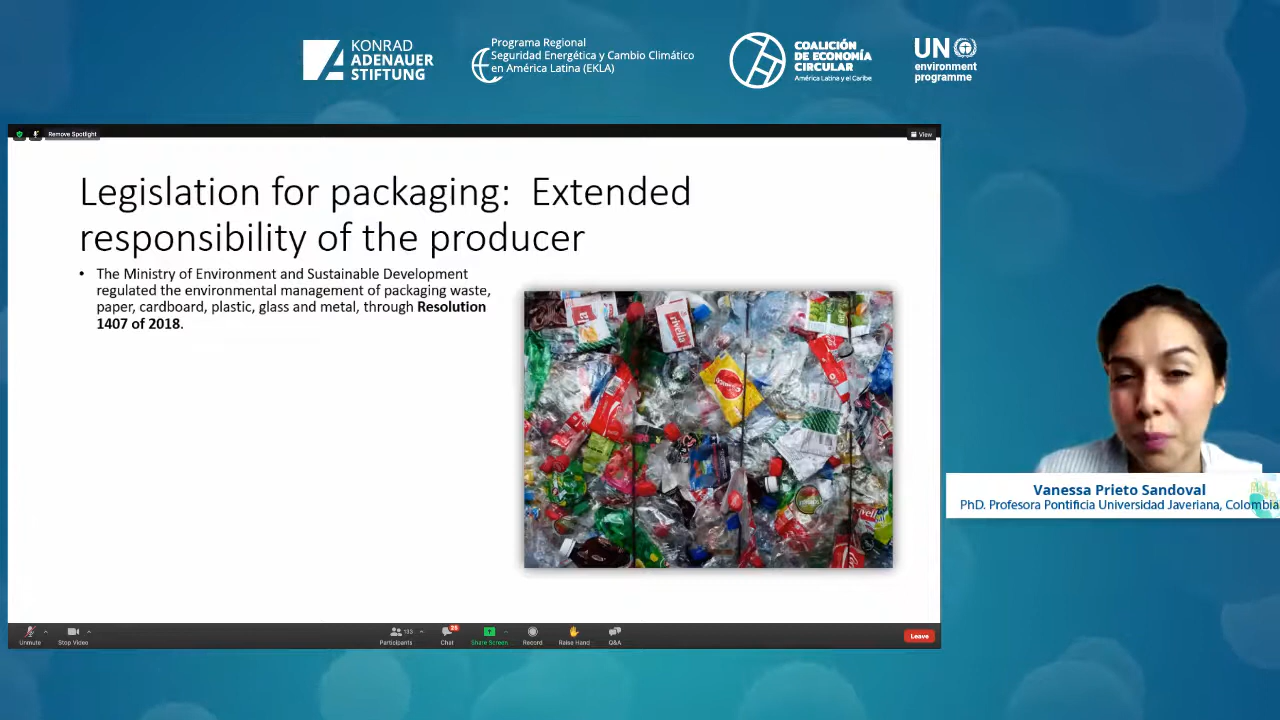 KONRAD
ADENAUER
STIFTUNG
Programa Regional
Seguridad Energética y Cambio Climático
en América Latina (EKLA)
COALICIÓN
DE ECONOMÍA
CIRCULAR
América Latina y el Caribe
UN
environment
programme
Remove Spotlight
View
Legislation for packaging:  Extended
responsibility of the producer
• The Ministry of Environment and Sustainable Development
regulated the environmental management of packaging waste,
paper, cardboard, plastic, glass and metal, through Resolution
1407 of 2018.
rivella
Vanessa Prieto Sandoval
PhD. Profesora Pontificia Universidad Javeriana, Colombia
Unmute
Stop Video
133
Participants
26
Chat
Share Screen
Record
Raise Hand
Q&A
Leave